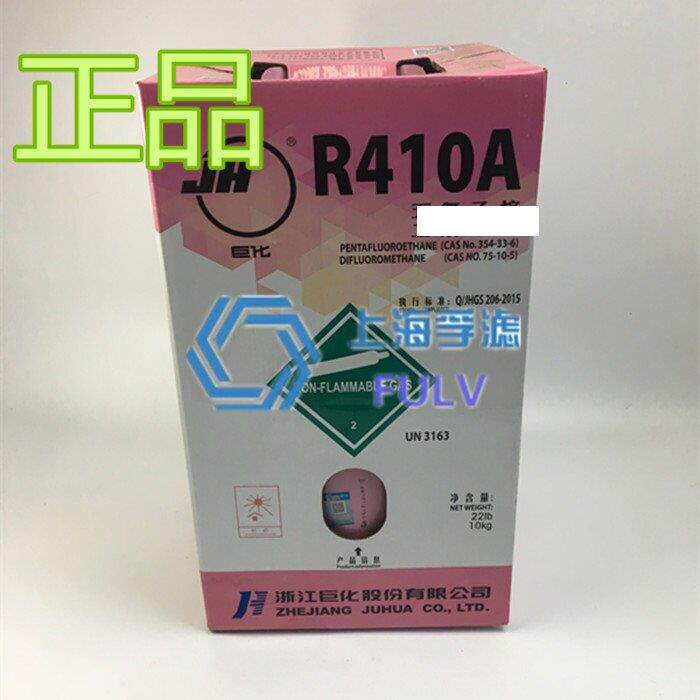 正品
JH
®
R410A
巨化
PENTAFLUOROETHANE (CAS No. 354-33-6)
DIFLUOROMETHANE (CAS NO. 75-10-5)
执行标准: Q/JHGS 206-2015
上海孚滤
FULV
NON-FLAMMABLE GAS
2
UN 3163
净含量:
NET WEIGHT:
22lb
10kg
产品信息
Product information
浙江巨化股份有限公司
ZHEJIANG JUHUA CO., LTD.